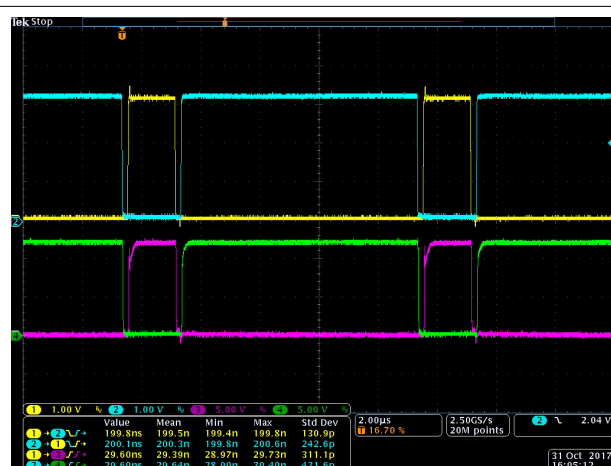 Tek Stop
T
2
4
1 1.00 V 2 1.00 V 3 5.00 V 4 5.00 V
Value Mean Min Max Std Dev
1 → 2 199.8ns 199.5n 199.4n 199.8n 130.9p
2 → 1 200.1ns 200.3n 199.8n 200.6n 242.6p
1 → 3 29.60ns 29.39n 28.97n 29.73n 311.1p
2.00µs
T 16.70 %
2.50GS/s
20M points
2 2.04 V
31 Oct 2017